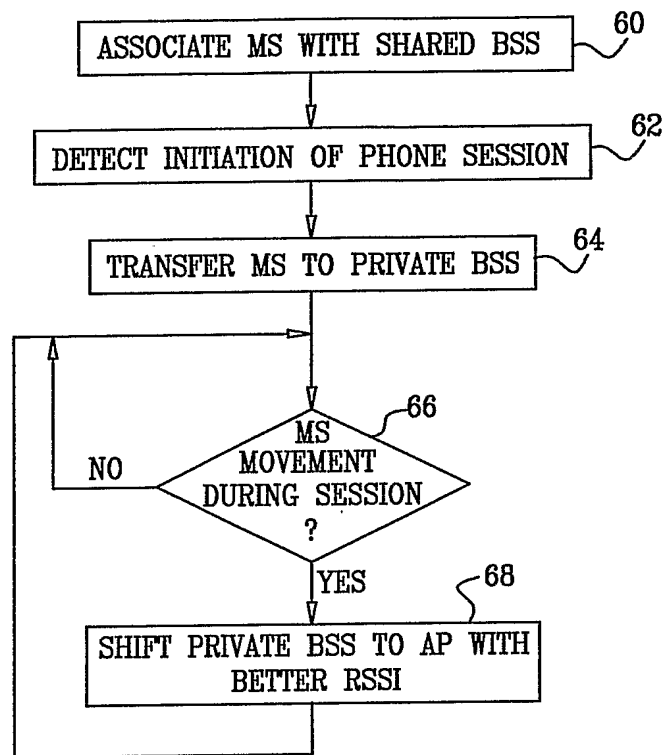 ASSOCIATE MS WITH SHARED BSS
60
DETECT INITIATION OF PHONE SESSION
62
TRANSFER MS TO PRIVATE BSS
64
66
MS
MOVEMENT
DURING SESSION
?
NO
YES
68
SHIFT PRIVATE BSS TO AP WITH
BETTER RSSI